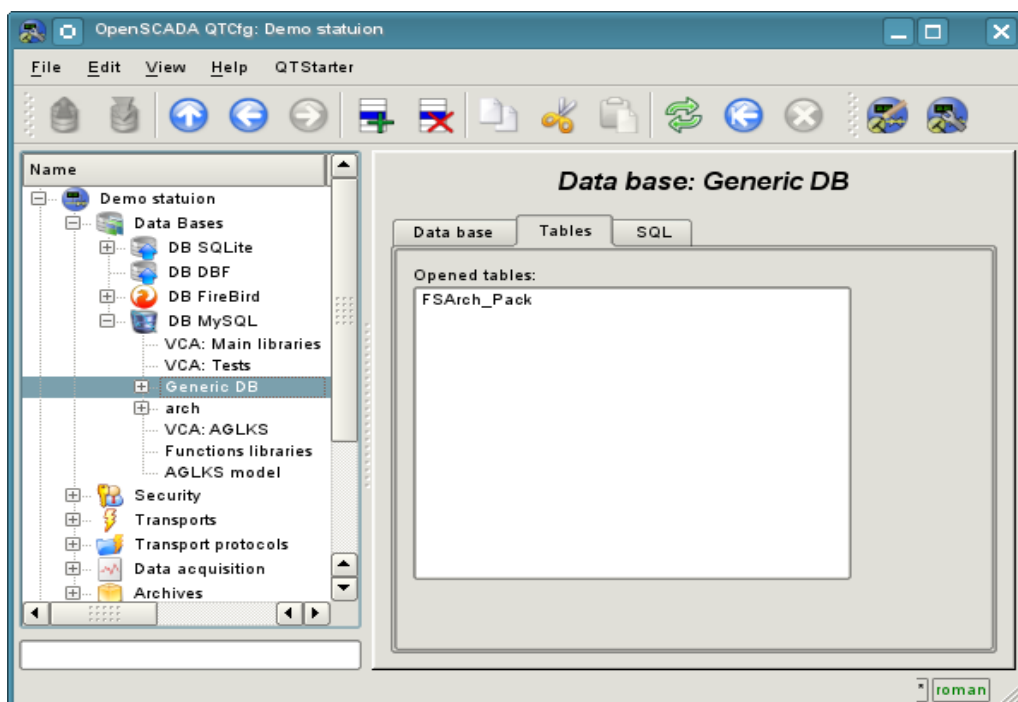 OpenSCADA QTCfg: Demo statuion
File Edit View Help QTStarter
Name
Demo statuion
Data Bases
DB SQLite
DB DBF
DB FireBird
DB MySQL
VCA: Main libraries
VCA: Tests
Generic DB
arch
VCA: AGLKS
Functions libraries
AGLKS model
Security
Transports
Transport protocols
Data acquisition
Archives
Data base: Generic DB
Data base Tables SQL
Opened tables:
FSArch_Pack
* roman